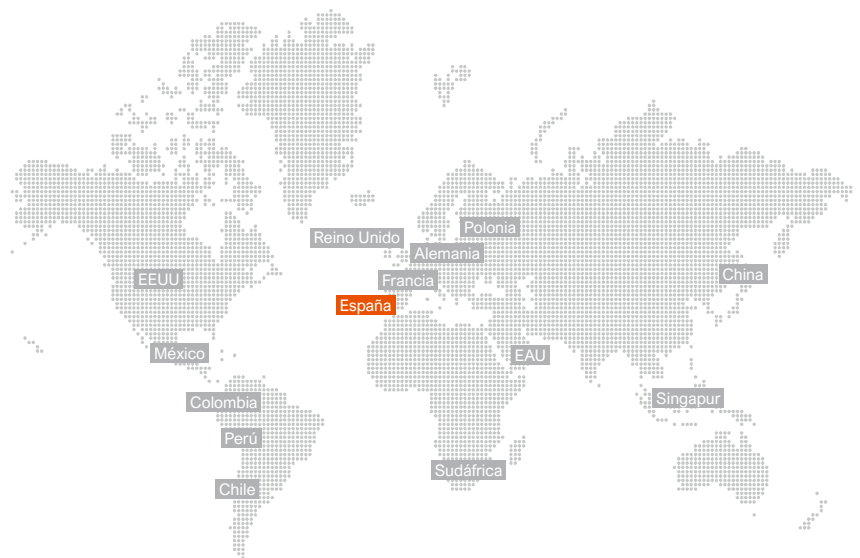 Polonia
Reino Unido
Alemania
EEUU
Francia
China
España
México
EAU
Colombia
Singapur
Perú
Sudáfrica
Chile